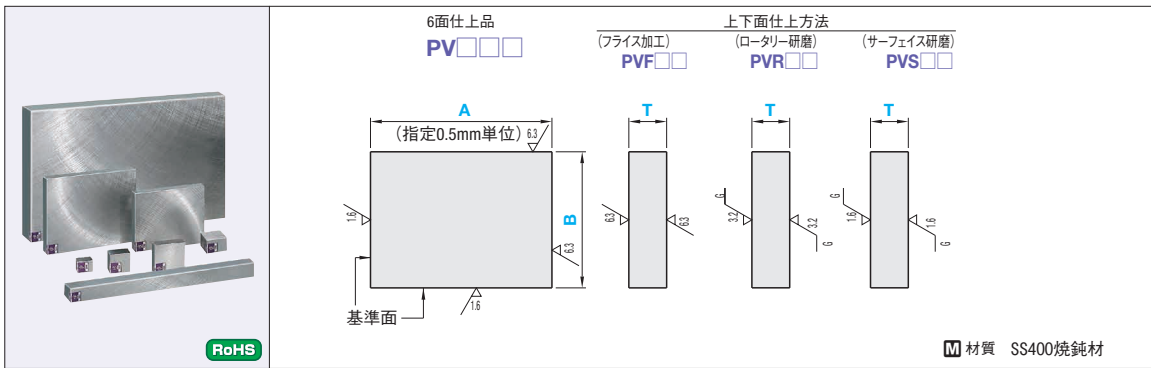 6面仕上品
PV□□□
上下面仕上方法
(フライス加工)
PVF□□
(ロータリー研磨)
PVR□□
(サーフェイス研磨)
PVS□□
A
(指定0.5mm単位)
6.3
1.6
B
6.3
1.6
基準面
T
6.3
6.3
T
G
3.2
3.2
G
T
G
1.6
1.6
G
RoHS
M 材質 SS400焼鈍材